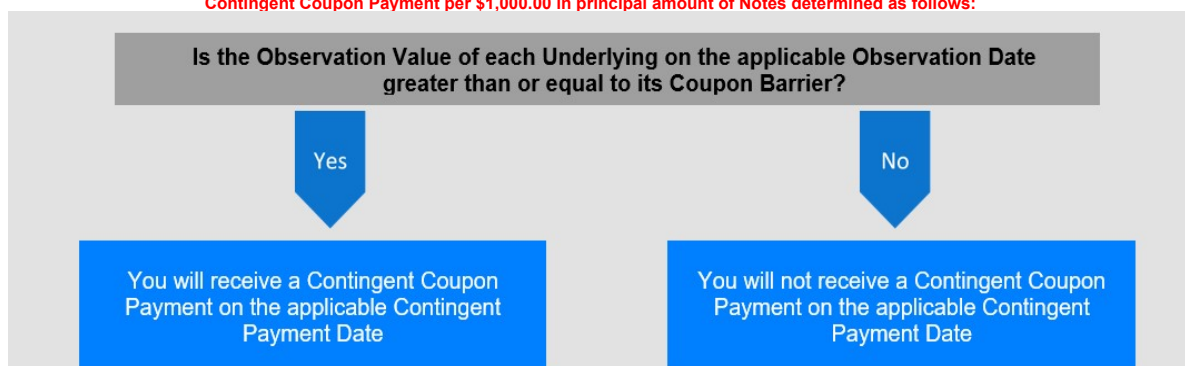 Contingent Coupon Payment per $1,000.00 in principal amount of Notes determined as follows:
Is the Observation Value of each Underlying on the applicable Observation Date
greater than or equal to its Coupon Barrier?
Yes
No
You will receive a Contingent Coupon
Payment on the applicable Contingent
Payment Date
You will not receive a Contingent Coupon
Payment on the applicable Contingent
Payment Date